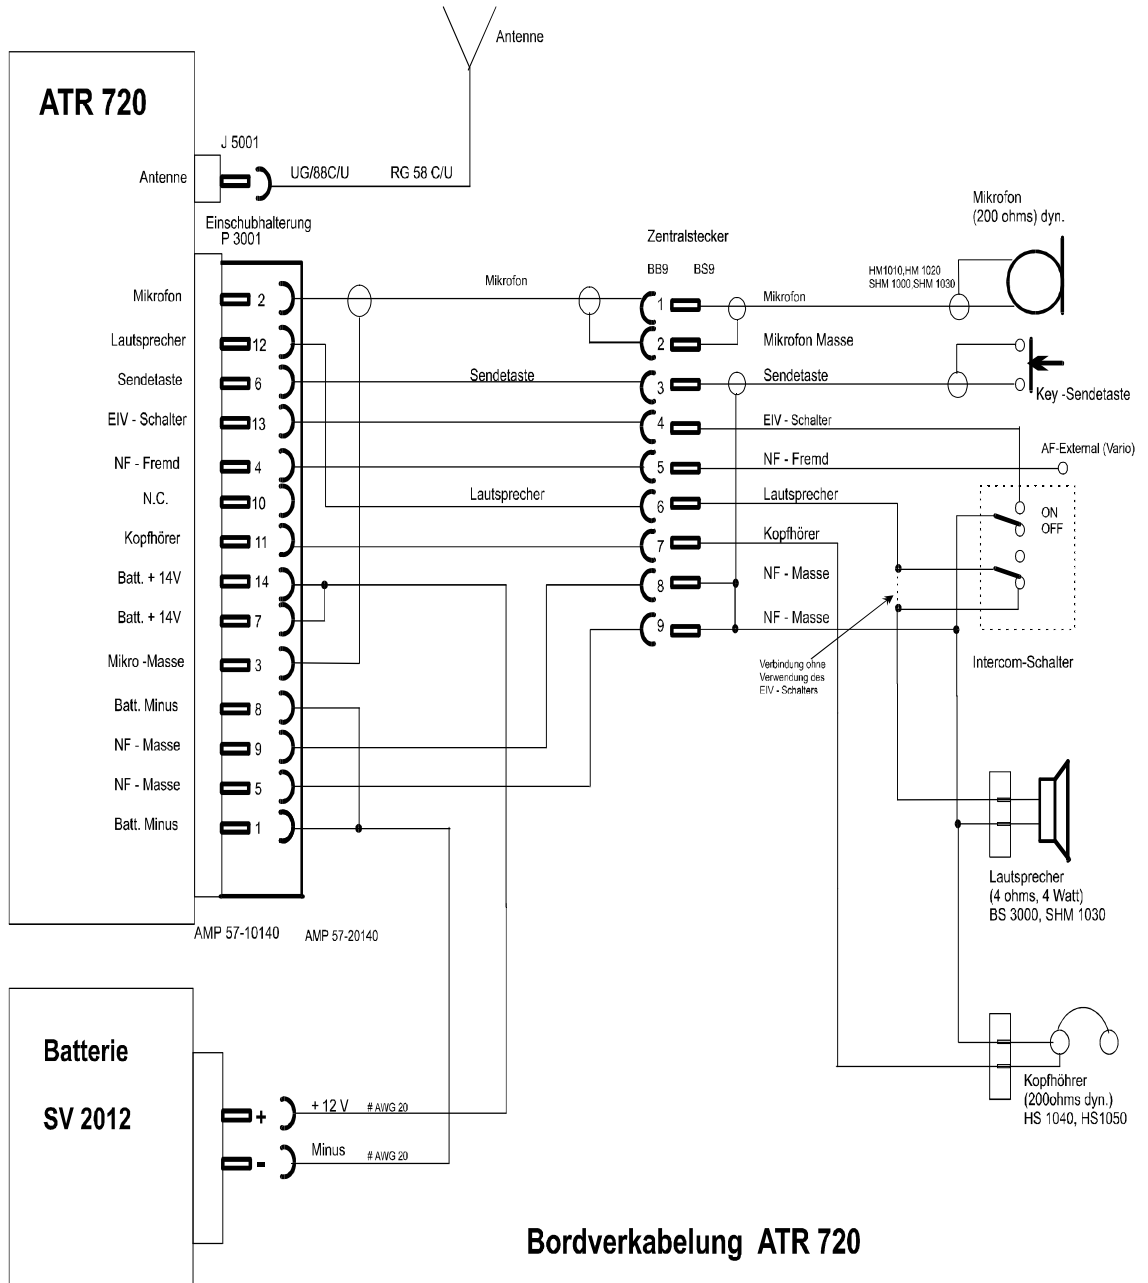 Antenne
ATR 720
J 5001
Antenne
UG/88C/U RG 58 C/U
Einschubhalterung
P 3001
Mikrofon
(200 ohms) dyn.
Zentralstecker
BB9 BS9
HM1010,HM 1020
SHM 1000,SHM 1030
Mikrofon 2 Mikrofon 1 Mikrofon
Lautsprecher 12 2 Mikrofon Masse
Sendetaste 6 Sendetaste 3 Sendetaste
Key -Sendetaste
EIV - Schalter 13 4 EIV - Schalter
AF-External (Vario)
NF - Fremd 4 5 NF - Fremd
N.C. 10 Lautsprecher 6 Lautsprecher
ON
OFF
Kopfhörer 11 7 Kopfhörer
Batt. + 14V 14 8 NF - Masse
Batt. + 14V 7 9 NF - Masse
Mikro -Masse 3
Verbindung ohne
Verwendung des
EIV - Schalters
Intercom-Schalter
Batt. Minus 8
NF - Masse 9
NF - Masse 5
Batt. Minus 1
Lautsprecher
(4 ohms, 4 Watt)
BS 3000, SHM 1030
AMP 57-10140 AMP 57-20140
Batterie
SV 2012
+ + 12 V # AWG 20
- Minus # AWG 20
Kopfhöhrer
(200ohms dyn.)
HS 1040, HS1050
Bordverkabelung ATR 720